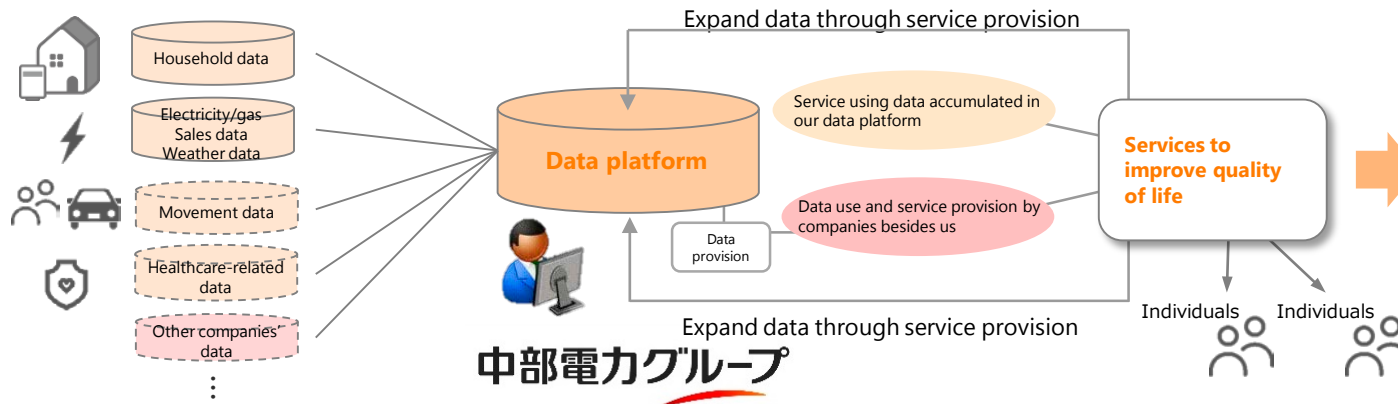 Expand data through service provision
Household data
Electricity/gas
Sales data
Weather data
Movement data
Healthcare-related
data
Other companies'
data
⋮
Data platform
Service using data accumulated in
our data platform
Data use and service provision by
companies besides us
Data
provision
Services to
improve quality
of life
Individuals
Individuals
Expand data through service provision
中部電力グループ